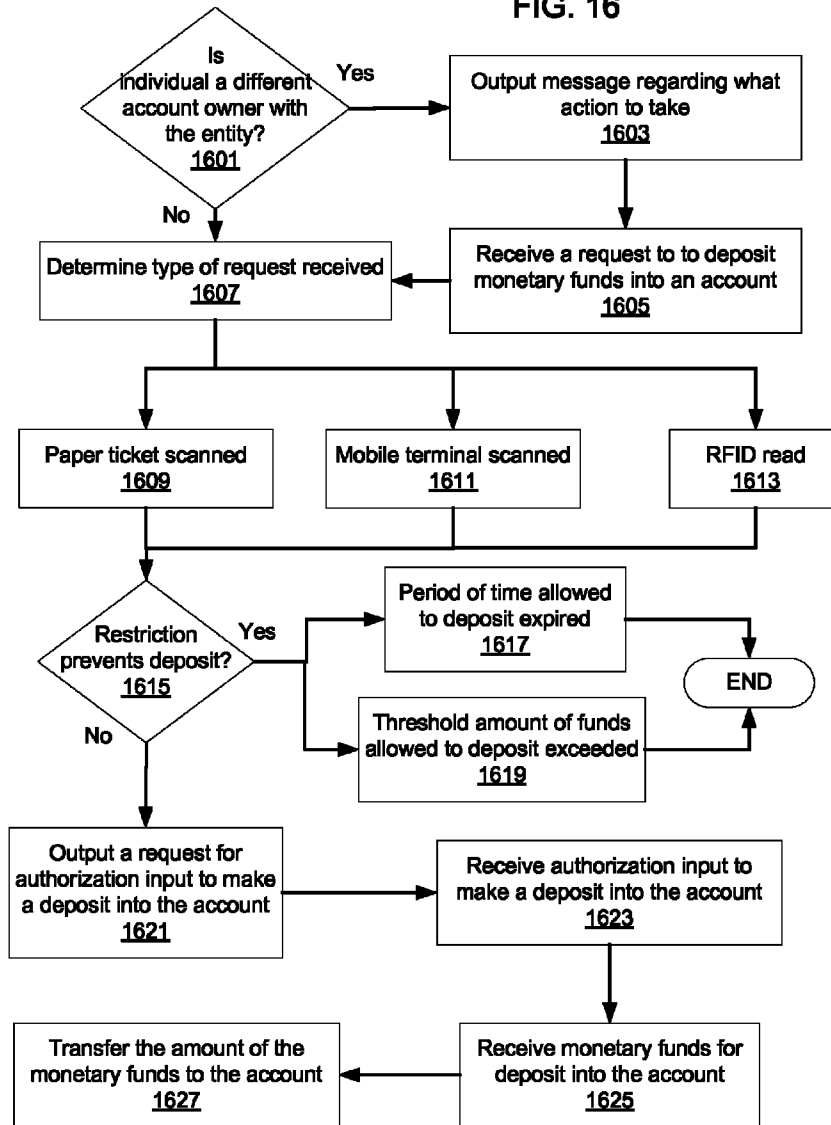 FIG. 16
Is
individual a different
account owner with
the entity?
1601
Yes
Output message regarding what
action to take
1603
No
Determine type of request received
1607
Receive a request to to deposit
monetary funds into an account
1605
Paper ticket scanned
1609
Mobile terminal scanned
1611
RFID read
1613
Restriction
prevents deposit?
1615
Yes
Period of time allowed
to deposit expired
1617
END
Threshold amount of funds
allowed to deposit exceeded
1619
No
Output a request for
authorization input to make
a deposit into the account
1621
Receive authorization input to
make a deposit into the account
1623
Transfer the amount of the
monetary funds to the account
1627
Receive monetary funds for
deposit into the account
1625